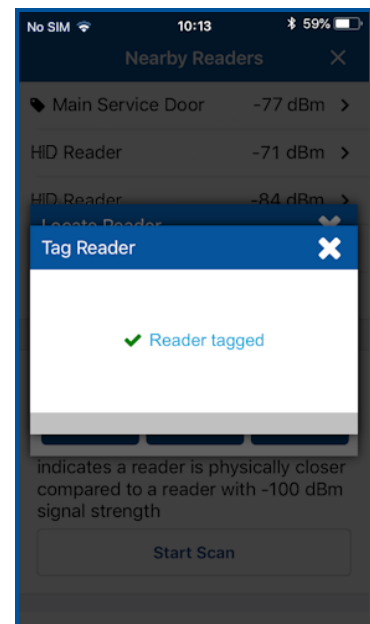 No SIM 10:13 59%
Nearby Readers
Main Service Door -77 dBm
HID Reader -71 dBm
HID Reader -84 dBm
Locate Reader
Tag Reader
Reader tagged
indicates a reader is physically closer
compared to a reader with -100 dBm
signal strength
Start Scan